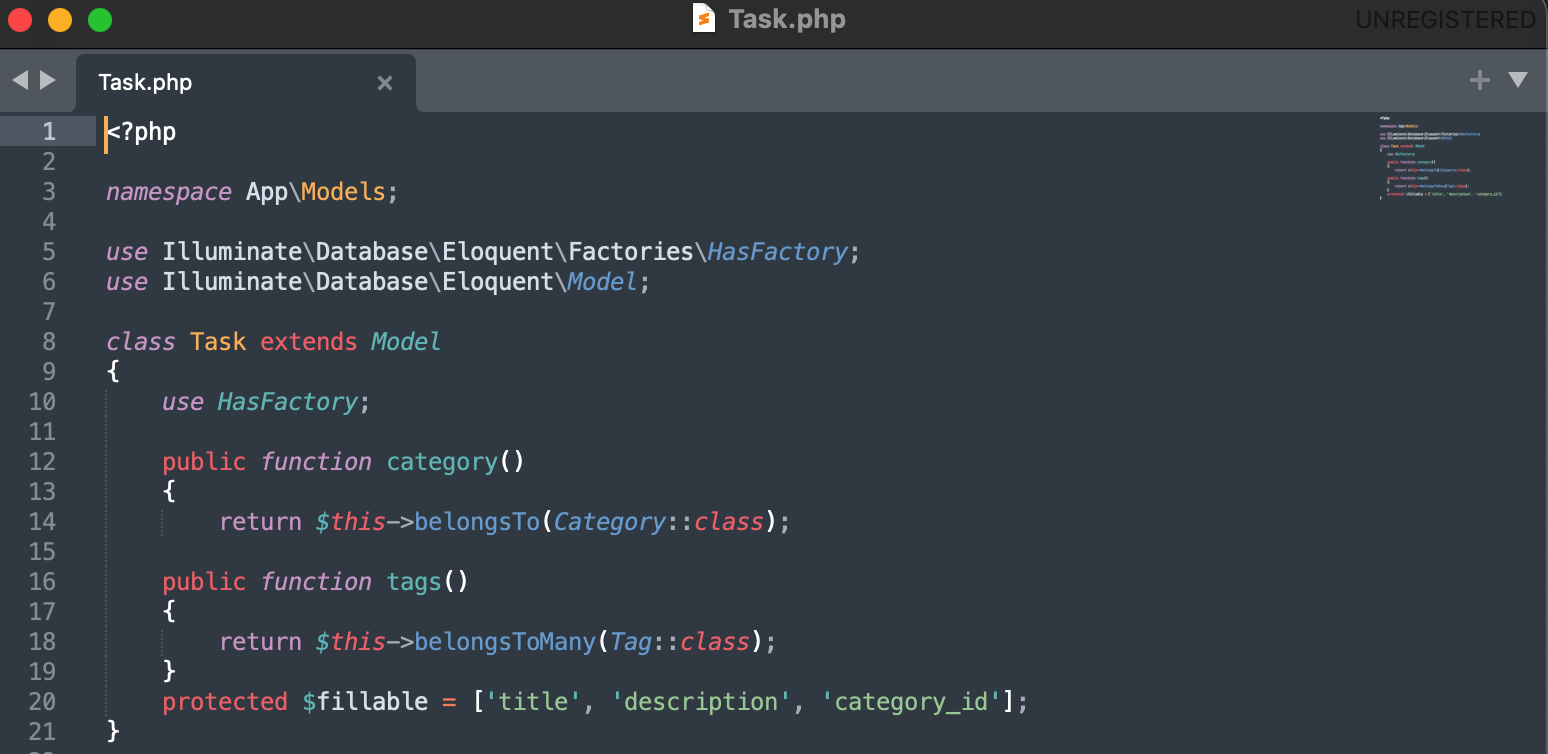 Task.php
UNREGISTERED
Task.php
1 <?php
2
3 namespace App\Models;
4
5 use Illuminate\Database\Eloquent\Factories\HasFactory;
6 use Illuminate\Database\Eloquent\Model;
7
8 class Task extends Model
9 {
10     use HasFactory;
11
12     public function category()
13     {
14         return $this->belongsTo(Category::class);
15
16     public function tags()
17     {
18         return $this->belongsToMany(Tag::class);
19     }
20     protected $fillable = ['title', 'description', 'category_id'];
21 }